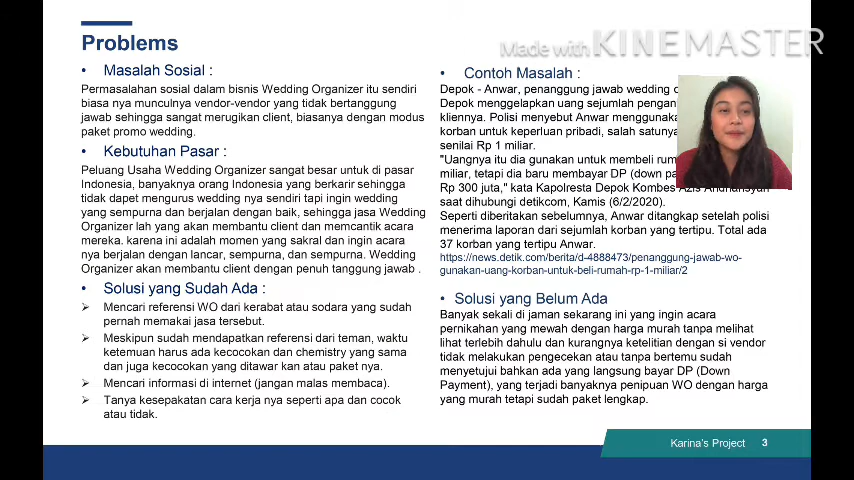 Problems
• Masalah Sosial :
Permasalahan sosial dalam bisnis Wedding Organizer itu sendiri
biasa nya munculnya vendor-vendor yang tidak bertanggung
jawab sehingga sangat merugikan client, biasanya dengan modus
paket promo wedding.
• Kebutuhan Pasar :
Peluang Usaha Wedding Organizer sangat besar untuk di pasar
Indonesia, banyaknya orang Indonesia yang berkarir sehingga
tidak dapet mengurus wedding nya sendiri tapi ingin wedding
yang sempurna dan berjalan dengan baik, sehingga jasa Wedding
Organizer lah yang akan membantu client dan memcantik acara
mereka. karena ini adalah momen yang sakral dan ingin acara
nya berjalan dengan lancar, sempurna, dan sempurna. Wedding
Organizer akan membantu client dengan penuh tanggung jawab .
• Solusi yang Sudah Ada :
Mencari referensi WO dari kerabat atau sodara yang sudah
pernah memakai jasa tersebut.
Meskipun sudah mendapatkan referensi dari teman, waktu
ketemuan harus ada kecocokan dan chemistry yang sama
dan juga kecocokan yang ditawar kan atau paket nya.
Mencari informasi di internet (jangan malas membaca).
Tanya kesepakatan cara kerja nya seperti apa dan cocok
atau tidak.
Made with KINEMASTER
• Contoh Masalah :
Depok - Anwar, penanggung jawab wedding
Depok menggelapkan uang sejumlah pengan
kliennya. Polisi menyebut Anwar menggunaka
korban untuk keperluan pribadi, salah satunya
senilai Rp 1 miliar.
"Uangnya itu dia gunakan untuk membeli rum
miliar, tetapi dia baru membayar DP (down pa
Rp 300 juta," kata Kapolresta Depok Kombes Azis Andriansyah
saat dihubungi detikcom, Kamis (6/2/2020).
Seperti diberitakan sebelumnya, Anwar ditangkap setelah polisi
menerima laporan dari sejumlah korban yang tertipu. Total ada
37 korban yang tertipu Anwar.
https://news.detik.com/berita/d-4888473/penanggung-jawab-wo-
gunakan-uang-korban-untuk-beli-rumah-rp-1-miliar/2
• Solusi yang Belum Ada
Banyak sekali di jaman sekarang ini yang ingin acara
pernikahan yang mewah dengan harga murah tanpa melihat
lihat terlebih dahulu dan kurangnya ketelitian dengan si vendor
tidak melakukan pengecekan atau tanpa bertemu sudah
menyetujui bahkan ada yang langsung bayar DP (Down
Payment), yang terjadi banyaknya penipuan WO dengan harga
yang murah tetapi sudah paket lengkap.
Karina's Project 3